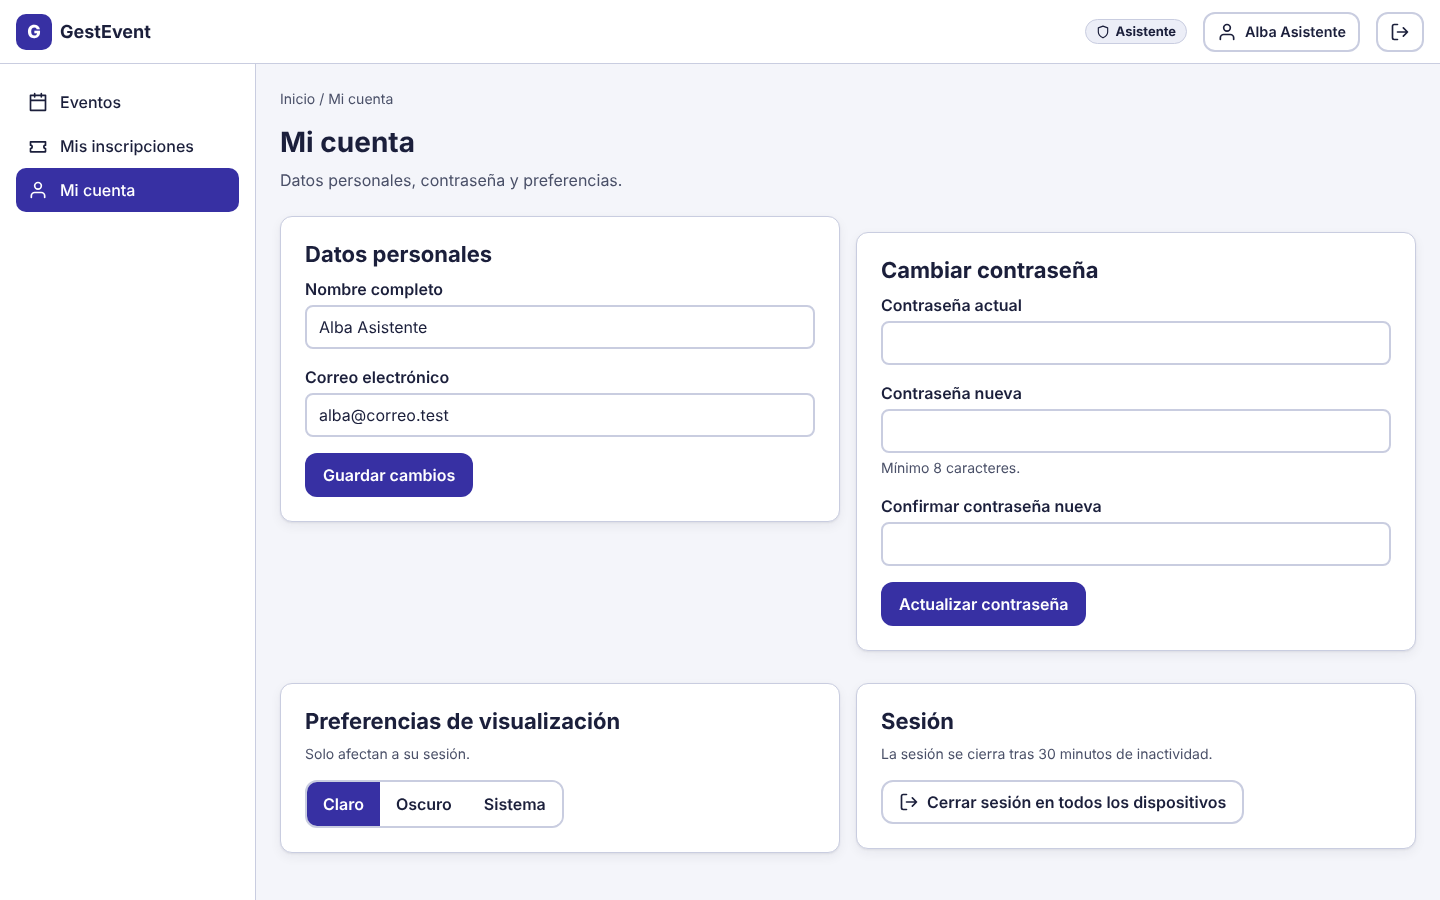 G GestEvent
Asistente
Alba Asistente
Eventos
Mis inscripciones
Mi cuenta
Inicio / Mi cuenta
Mi cuenta
Datos personales, contraseña y preferencias.
Datos personales
Nombre completo
Alba Asistente
Correo electrónico
alba@correo.test
Guardar cambios
Cambiar contraseña
Contraseña actual
Contraseña nueva
Mínimo 8 caracteres.
Confirmar contraseña nueva
Actualizar contraseña
Preferencias de visualización
Solo afectan a su sesión.
Claro Oscuro Sistema
Sesión
La sesión se cierra tras 30 minutos de inactividad.
Cerrar sesión en todos los dispositivos